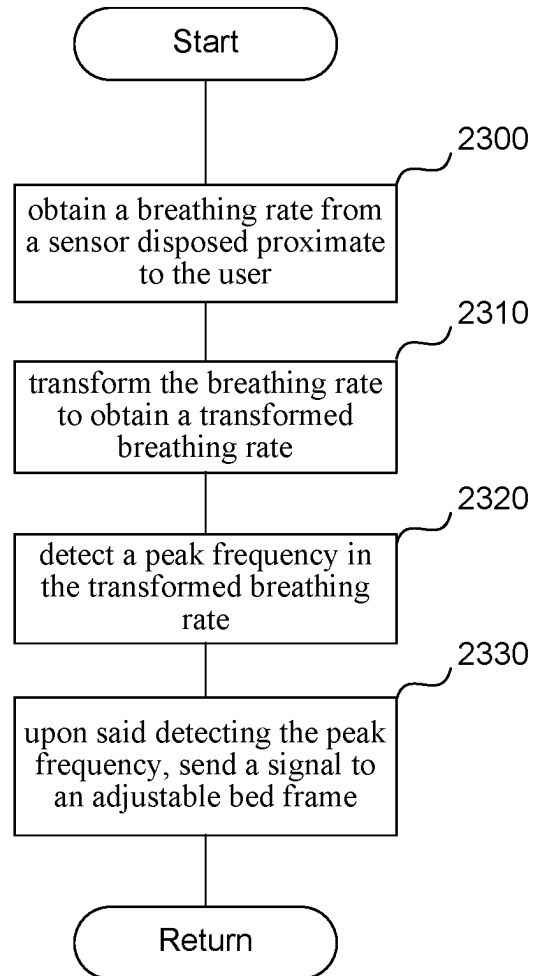 Start
2300
obtain a breathing rate from
a sensor disposed proximate
to the user
2310
transform the breathing rate
to obtain a transformed
breathing rate
2320
detect a peak frequency in
the transformed breathing
rate
2330
upon said detecting the peak
frequency, send a signal to
an adjustable bed frame
Return